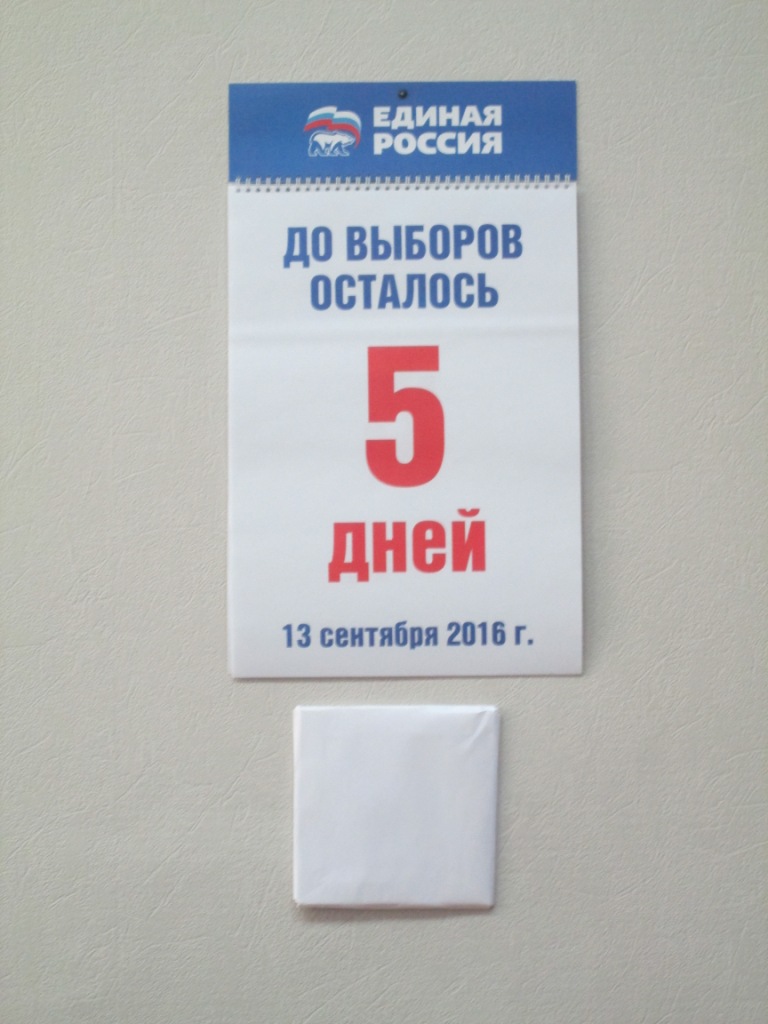 ЕДИНАЯ
РОССИЯ
ДО ВЫБОРОВ
ОСТАЛОСЬ
5
дней
13 сентября 2016 г.